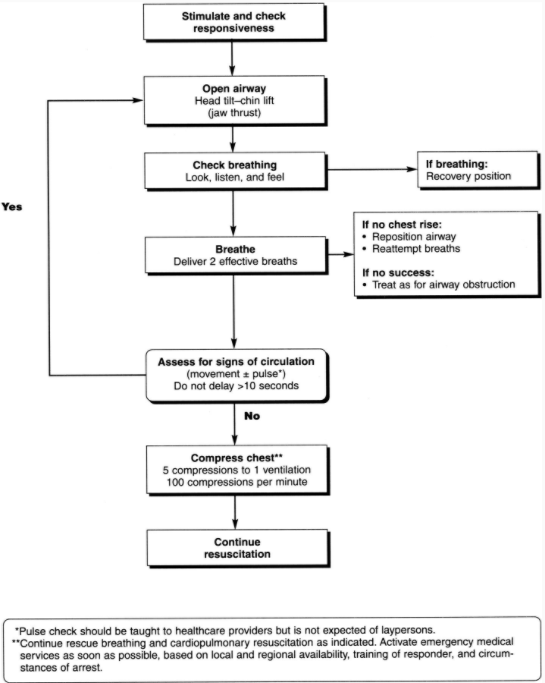 Stimulate and check
responsiveness
Open airway
Head tilt–chin lift
(jaw thrust)
Check breathing
Look, listen, and feel
If breathing:
Recovery position
Yes
Breathe
Deliver 2 effective breaths
If no chest rise:
• Reposition airway
• Reattempt breaths
If no success:
• Treat as for airway obstruction
Assess for signs of circulation
(movement ± pulse*)
Do not delay >10 seconds
No
Compress chest**
5 compressions to 1 ventilation
100 compressions per minute
Continue
resuscitation
*Pulse check should be taught to healthcare providers but is not expected of laypersons.
**Continue rescue breathing and cardiopulmonary resuscitation as indicated. Activate emergency medical
services as soon as possible, based on local and regional availability, training of responder, and circum-
stances of arrest.